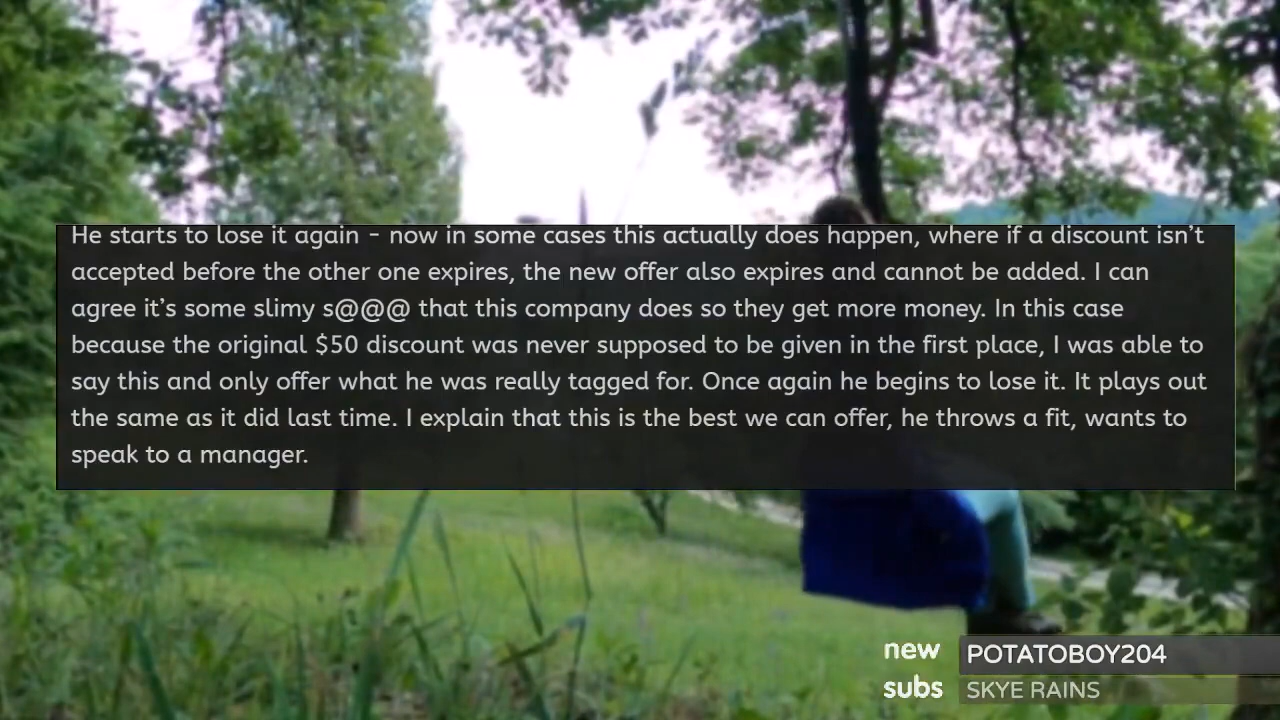 He starts to lose it again - now in some cases this actually does happen, where if a discount isn't
accepted before the other one expires, the new offer also expires and cannot be added. I can
agree it's some slimy s@@@ that this company does so they get more money. In this case
because the original $50 discount was never supposed to be given in the first place, I was able to
say this and only offer what he was really tagged for. Once again he begins to lose it. It plays out
the same as it did last time. I explain that this is the best we can offer, he throws a fit, wants to
speak to a manager.
new POTATOBOY204
subs SKYE RAINS